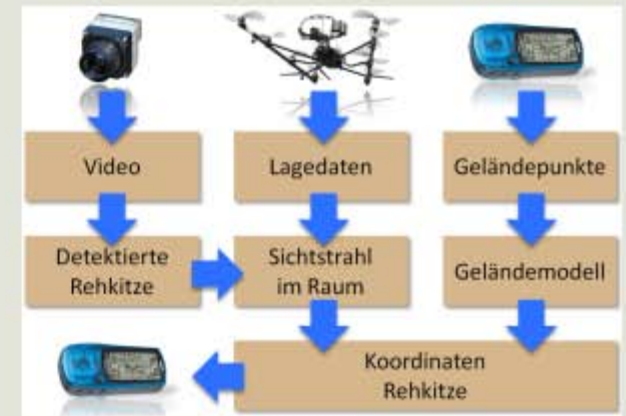 Video
Lagedaten
Geländepunkte
Detektierte
Rehkitze
Sichtstrahl
im Raum
Geländemodell
Koordinaten
Rehkitze